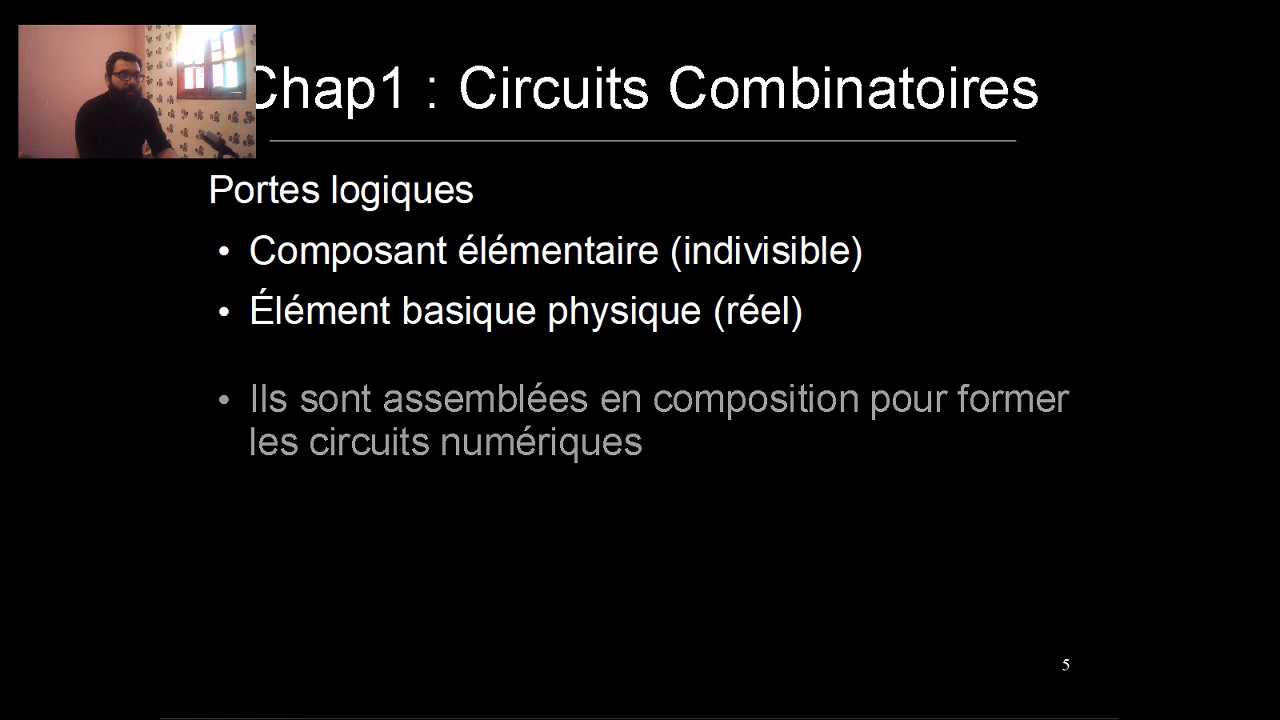 Chap1 : Circuits Combinatoires
Portes logiques
• Composant élémentaire (indivisible)
• Élément basique physique (réel)
• Ils sont assemblées en composition pour former
les circuits numériques
5